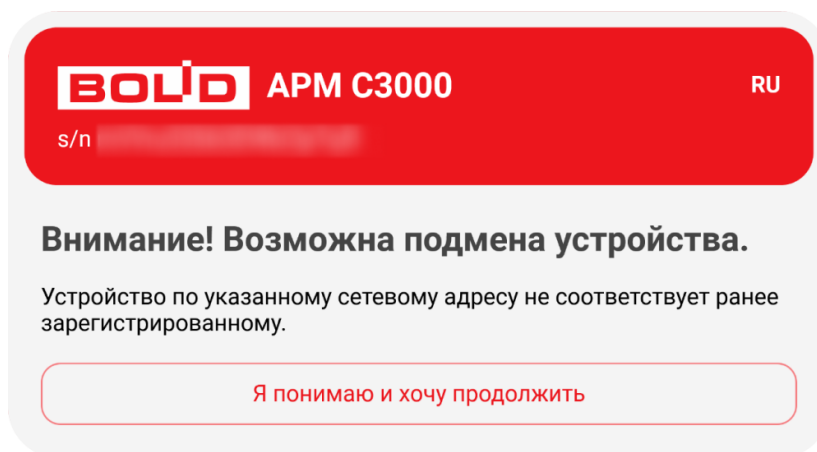 BOLID АРМ С3000
RU
s/n
Внимание! Возможна подмена устройства.
Устройство по указанному сетевому адресу не соответствует ранее
зарегистрированному.
Я понимаю и хочу продолжить